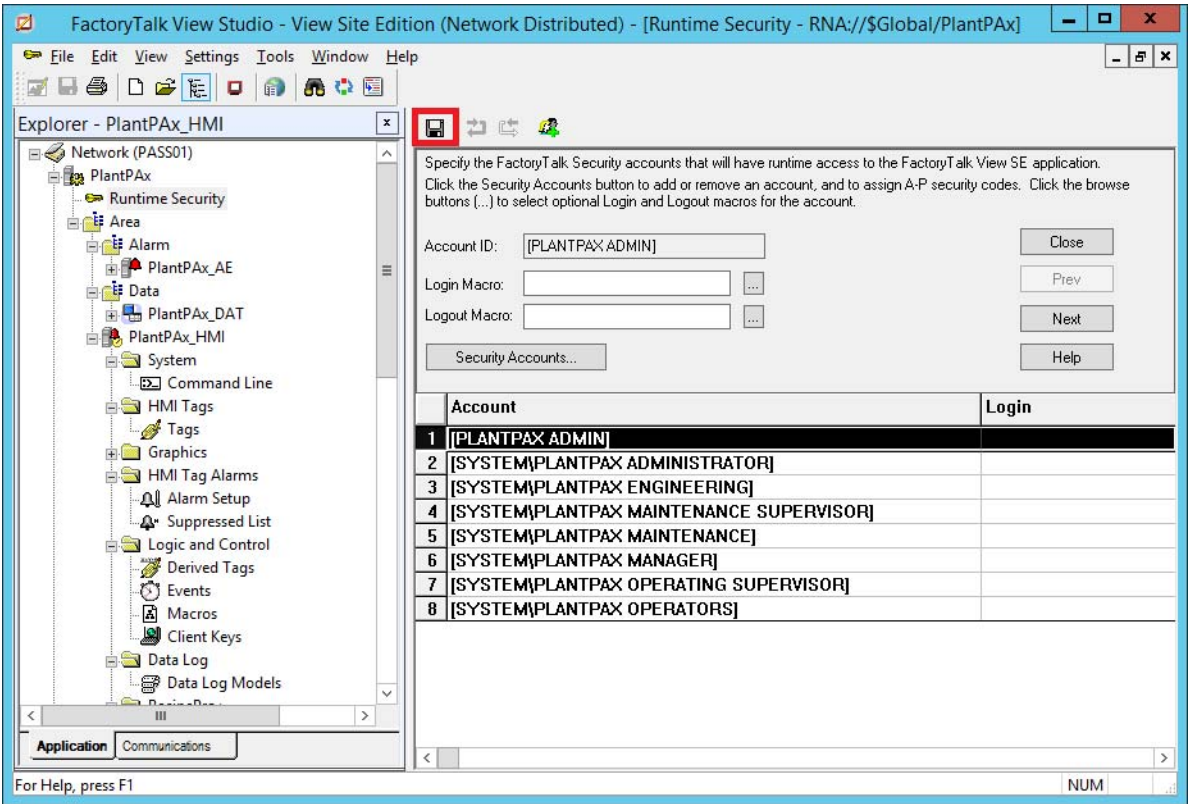 FactoryTalk View Studio - View Site Edition (Network Distributed) - [Runtime Security - RNA://$Global/PlantPAx]
File Edit View Settings Tools Window Help
Explorer - PlantPAx_HMI
Network (PASS01)
PlantPAx
Runtime Security
Area
Alarm
PlantPAx_AE
Data
PlantPAx_DAT
PlantPAx_HMI
System
Command Line
HMI Tags
Tags
Graphics
HMI Tag Alarms
Alarm Setup
Suppressed List
Logic and Control
Derived Tags
Events
Macros
Client Keys
Data Log
Data Log Models
Application Communications
Specify the FactoryTalk Security accounts that will have runtime access to the FactoryTalk View SE application.
Click the Security Accounts button to add or remove an account, and to assign A-P security codes. Click the browse
buttons (...) to select optional Login and Logout macros for the account.
Account ID: [PLANTPAX ADMIN] Close
Login Macro: ... Prev
Logout Macro: ... Next
Security Accounts... Help
Account Login
1 [PLANTPAX ADMIN]
2 [SYSTEM\PLANTPAX ADMINISTRATOR]
3 [SYSTEM\PLANTPAX ENGINEERING]
4 [SYSTEM\PLANTPAX MAINTENANCE SUPERVISOR]
5 [SYSTEM\PLANTPAX MAINTENANCE]
6 [SYSTEM\PLANTPAX MANAGER]
7 [SYSTEM\PLANTPAX OPERATING SUPERVISOR]
8 [SYSTEM\PLANTPAX OPERATORS]
For Help, press F1 NUM